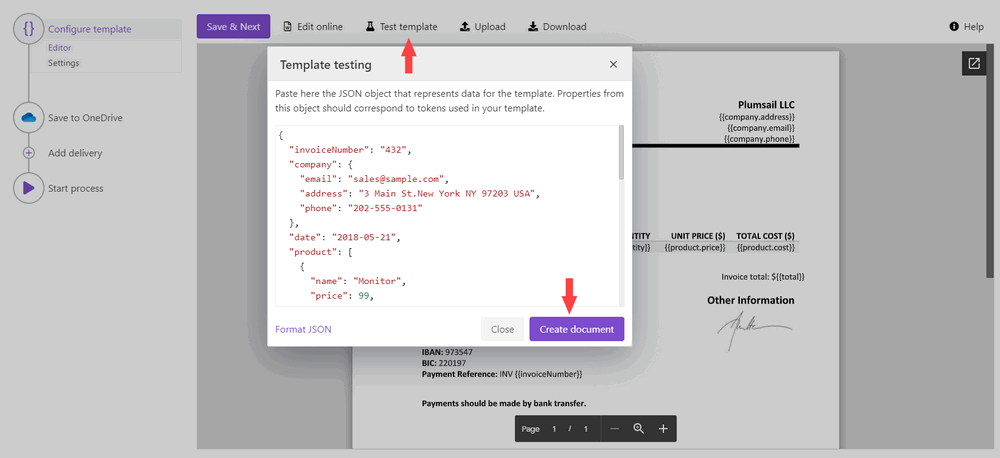 {} Configure template
Editor
Settings
Save to OneDrive
Add delivery
Start process
Save & Next Edit online Test template Upload Download Help
Template testing
Paste here the JSON object that represents data for the template. Properties from
this object should correspond to tokens used in your template.
{
"invoiceNumber": "432",
"company": {
"email": "sales@sample.com",
"address": "3 Main St.New York NY 97203 USA",
"phone": "202-555-0131"
},
"date": "2018-05-21",
"product": [
{
"name": "Monitor",
"price": 99,
Format JSON Close Create document
Plumsail LLC
{{company.address}}
{{company.email}}
{{company.phone}}
NTITY UNIT PRICE ($) TOTAL COST ($)
tity}} {{product.price}} {{product.cost}}
Invoice total: ${{total}}
Other Information
IBAN: 973547
BIC: 220197
Payment Reference: INV {{invoiceNumber}}
Payments should be made by bank transfer.
Page 1 / 1